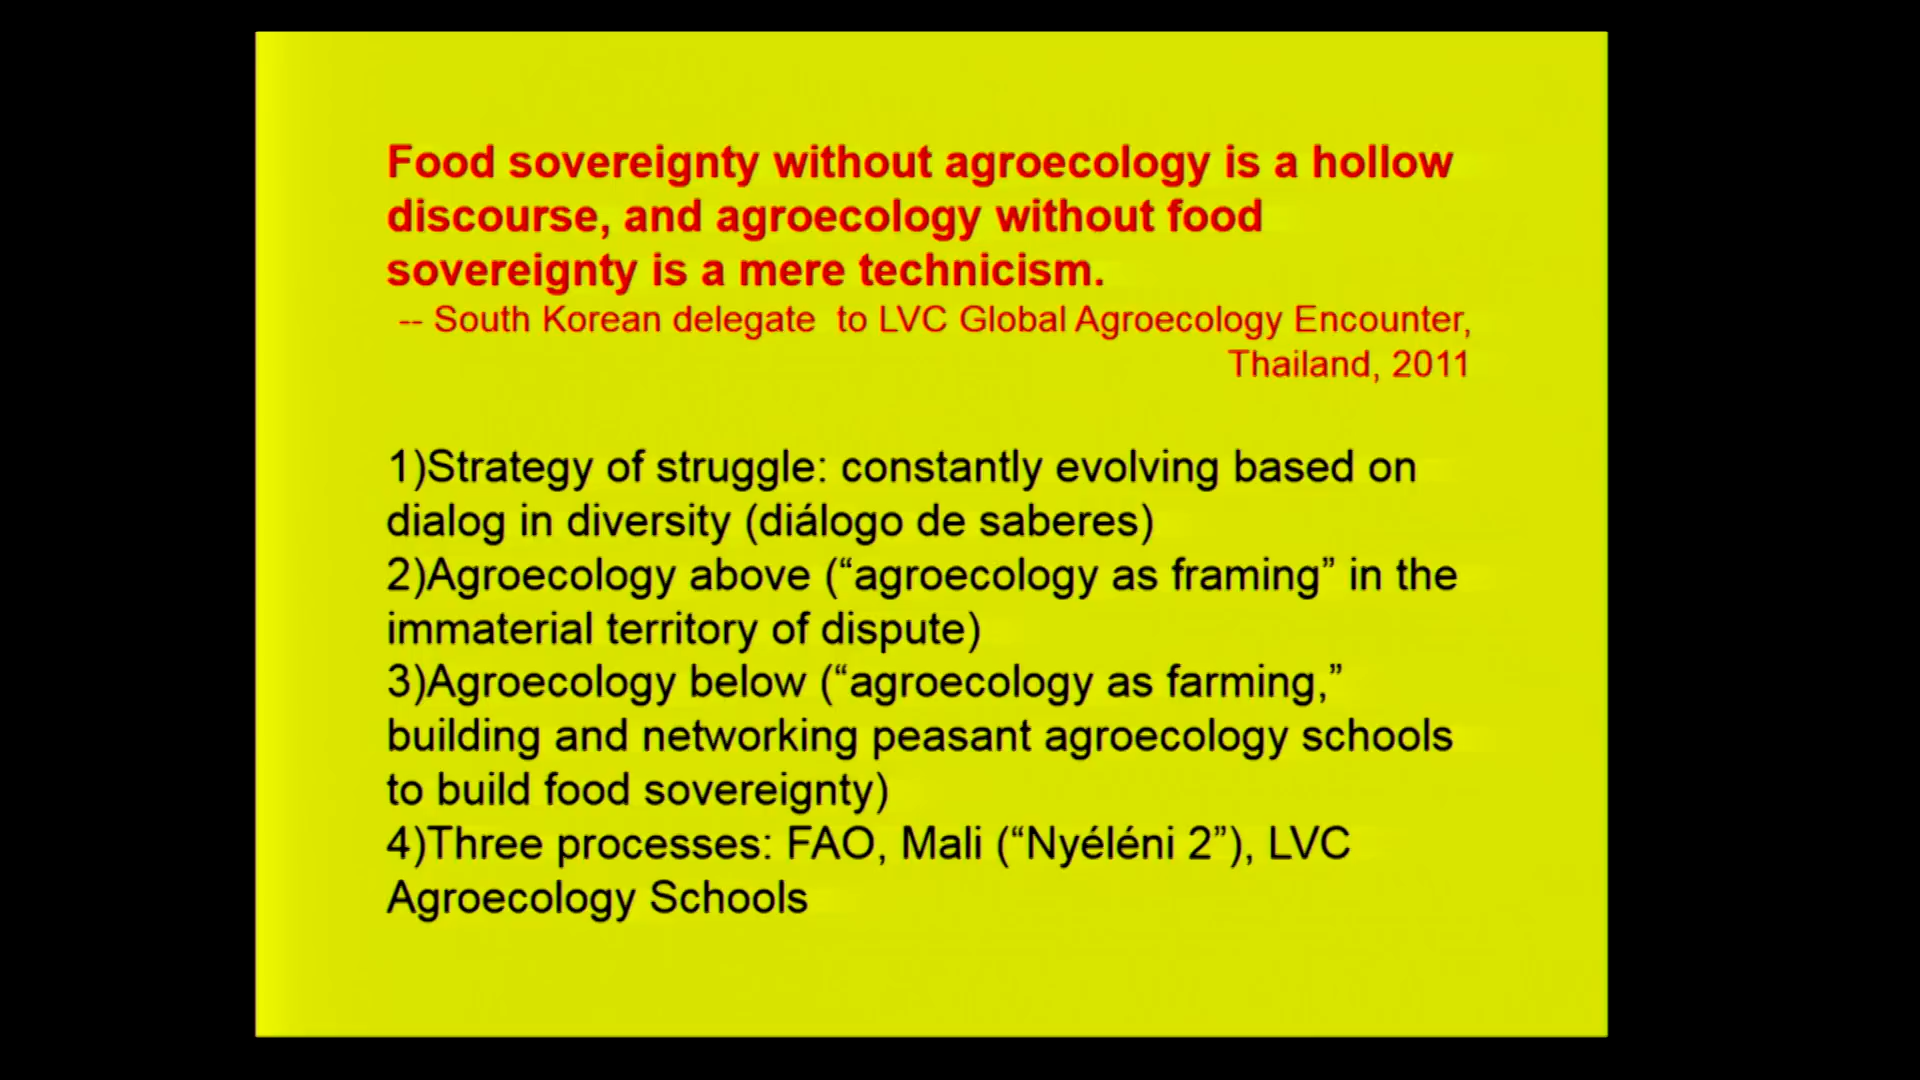 Food sovereignty without agroecology is a hollow
discourse, and agroecology without food
sovereignty is a mere technicism.
-- South Korean delegate  to LVC Global Agroecology Encounter,
Thailand, 2011
1)Strategy of struggle: constantly evolving based on
dialog in diversity (diálogo de saberes)
2)Agroecology above (“agroecology as framing” in the
immaterial territory of dispute)
3)Agroecology below (“agroecology as farming,”
building and networking peasant agroecology schools
to build food sovereignty)
4)Three processes: FAO, Mali (“Nyéléni 2”), LVC
Agroecology Schools